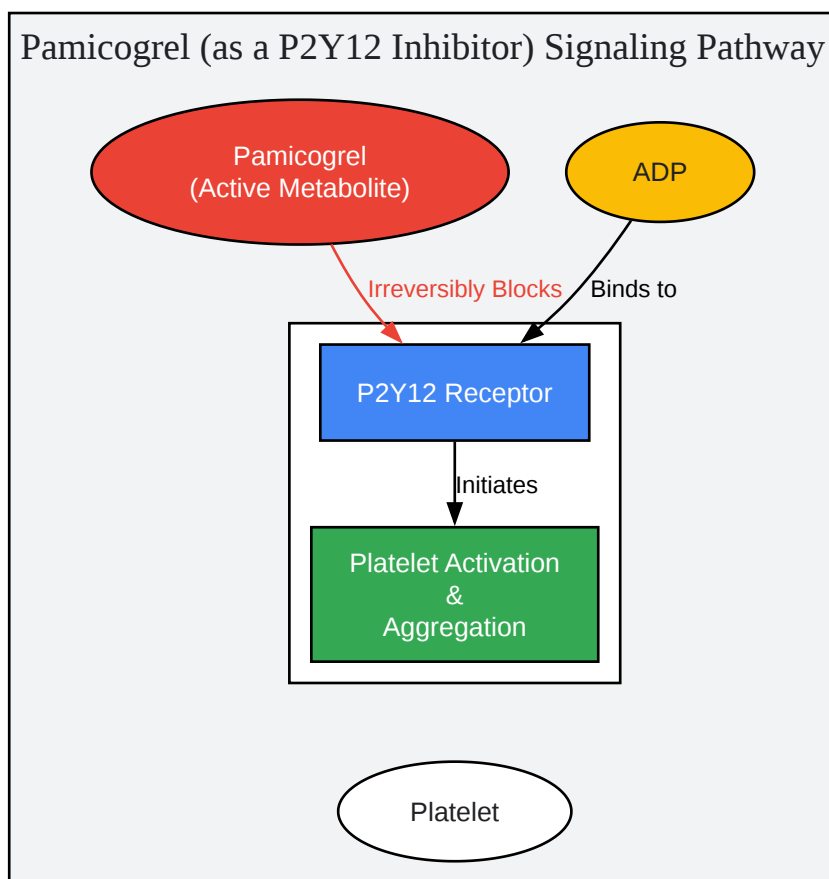 Pamicogrel (as a P2Y12 Inhibitor) Signaling Pathway
Pamicogrel
(Active Metabolite)
ADP
Irreversibly Blocks
Binds to
P2Y12 Receptor
Initiates
Platelet Activation
&
Aggregation
Platelet